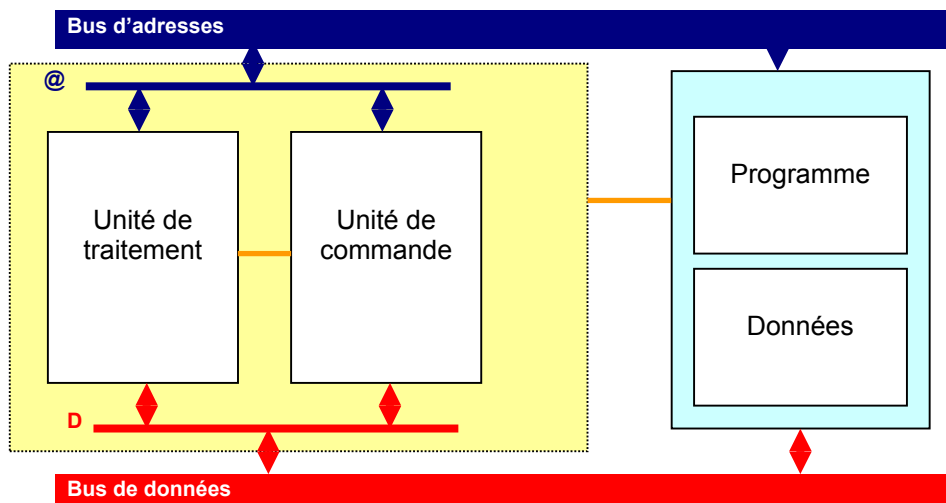 Bus d’adresses
@
Unité de
traitement
Unité de
commande
Programme
Données
D
Bus de données